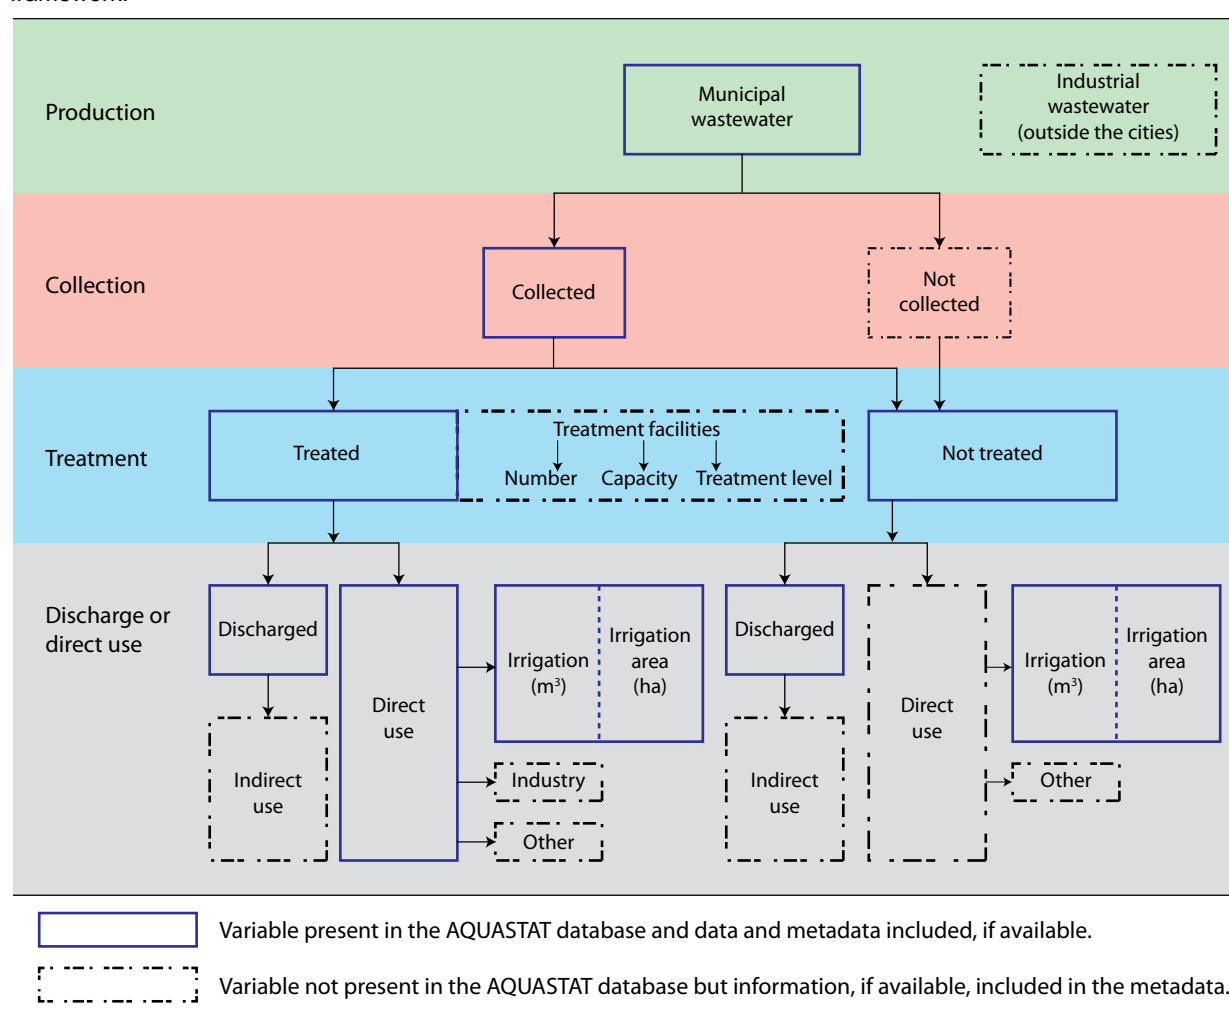 Production
Municipal
wastewater
Industrial
wastewater
(outside the cities)
Collection
Collected
Not
collected
Treatment
Treated
Treatment facilities
Number Capacity Treatment level
Not treated
Discharge or
direct use
Discharged
Indirect
use
Direct
use
Irrigation
(m³)
Irrigation
area
(ha)
Industry
Other
Discharged
Indirect
use
Direct
use
Irrigation
(m³)
Irrigation
area
(ha)
Other
Variable present in the AQUASTAT database and data and metadata included, if available.
Variable not present in the AQUASTAT database but information, if available, included in the metadata.